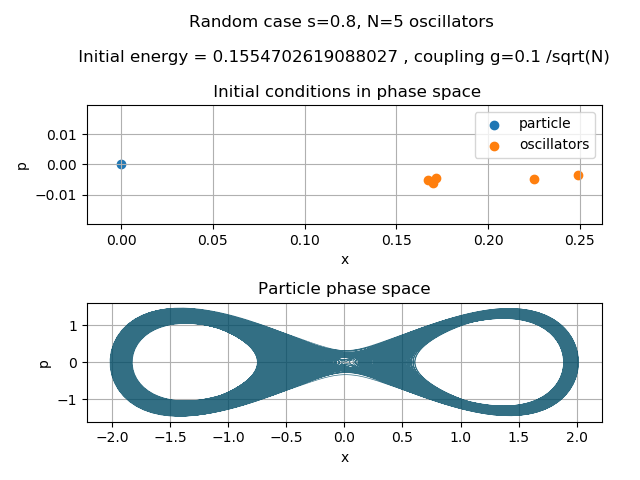 Random case s=0.8, N=5 oscillators
Initial energy = 0.1554702619088027 , coupling g=0.1 /sqrt(N)
Initial conditions in phase space
particle
oscillators
0.01
0.00
−0.01
p
0.00 0.05 0.10 0.15 0.20 0.25
x
Particle phase space
1
0
−1
p
−2.0 −1.5 −1.0 −0.5 0.0 0.5 1.0 1.5 2.0
x